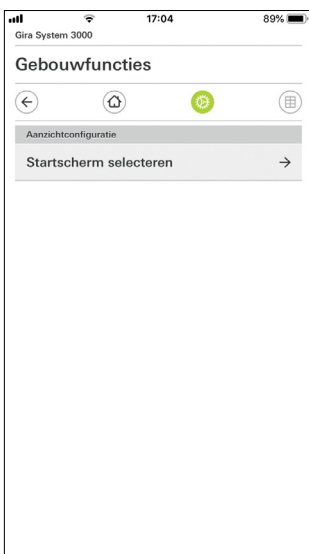 17:04
89%
Gira System 3000
Gebouwfuncties
Aanzichtconfiguratie
Startscherm selecteren